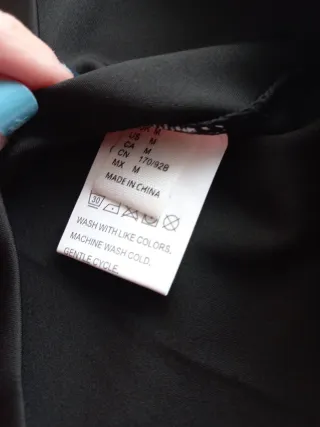 M
US M
CA M
CN 170/92B
MX M
MADE IN CHINA
30
WASH WITH LIKE COLORS,
MACHINE WASH COLD,
GENTLE CYCLE